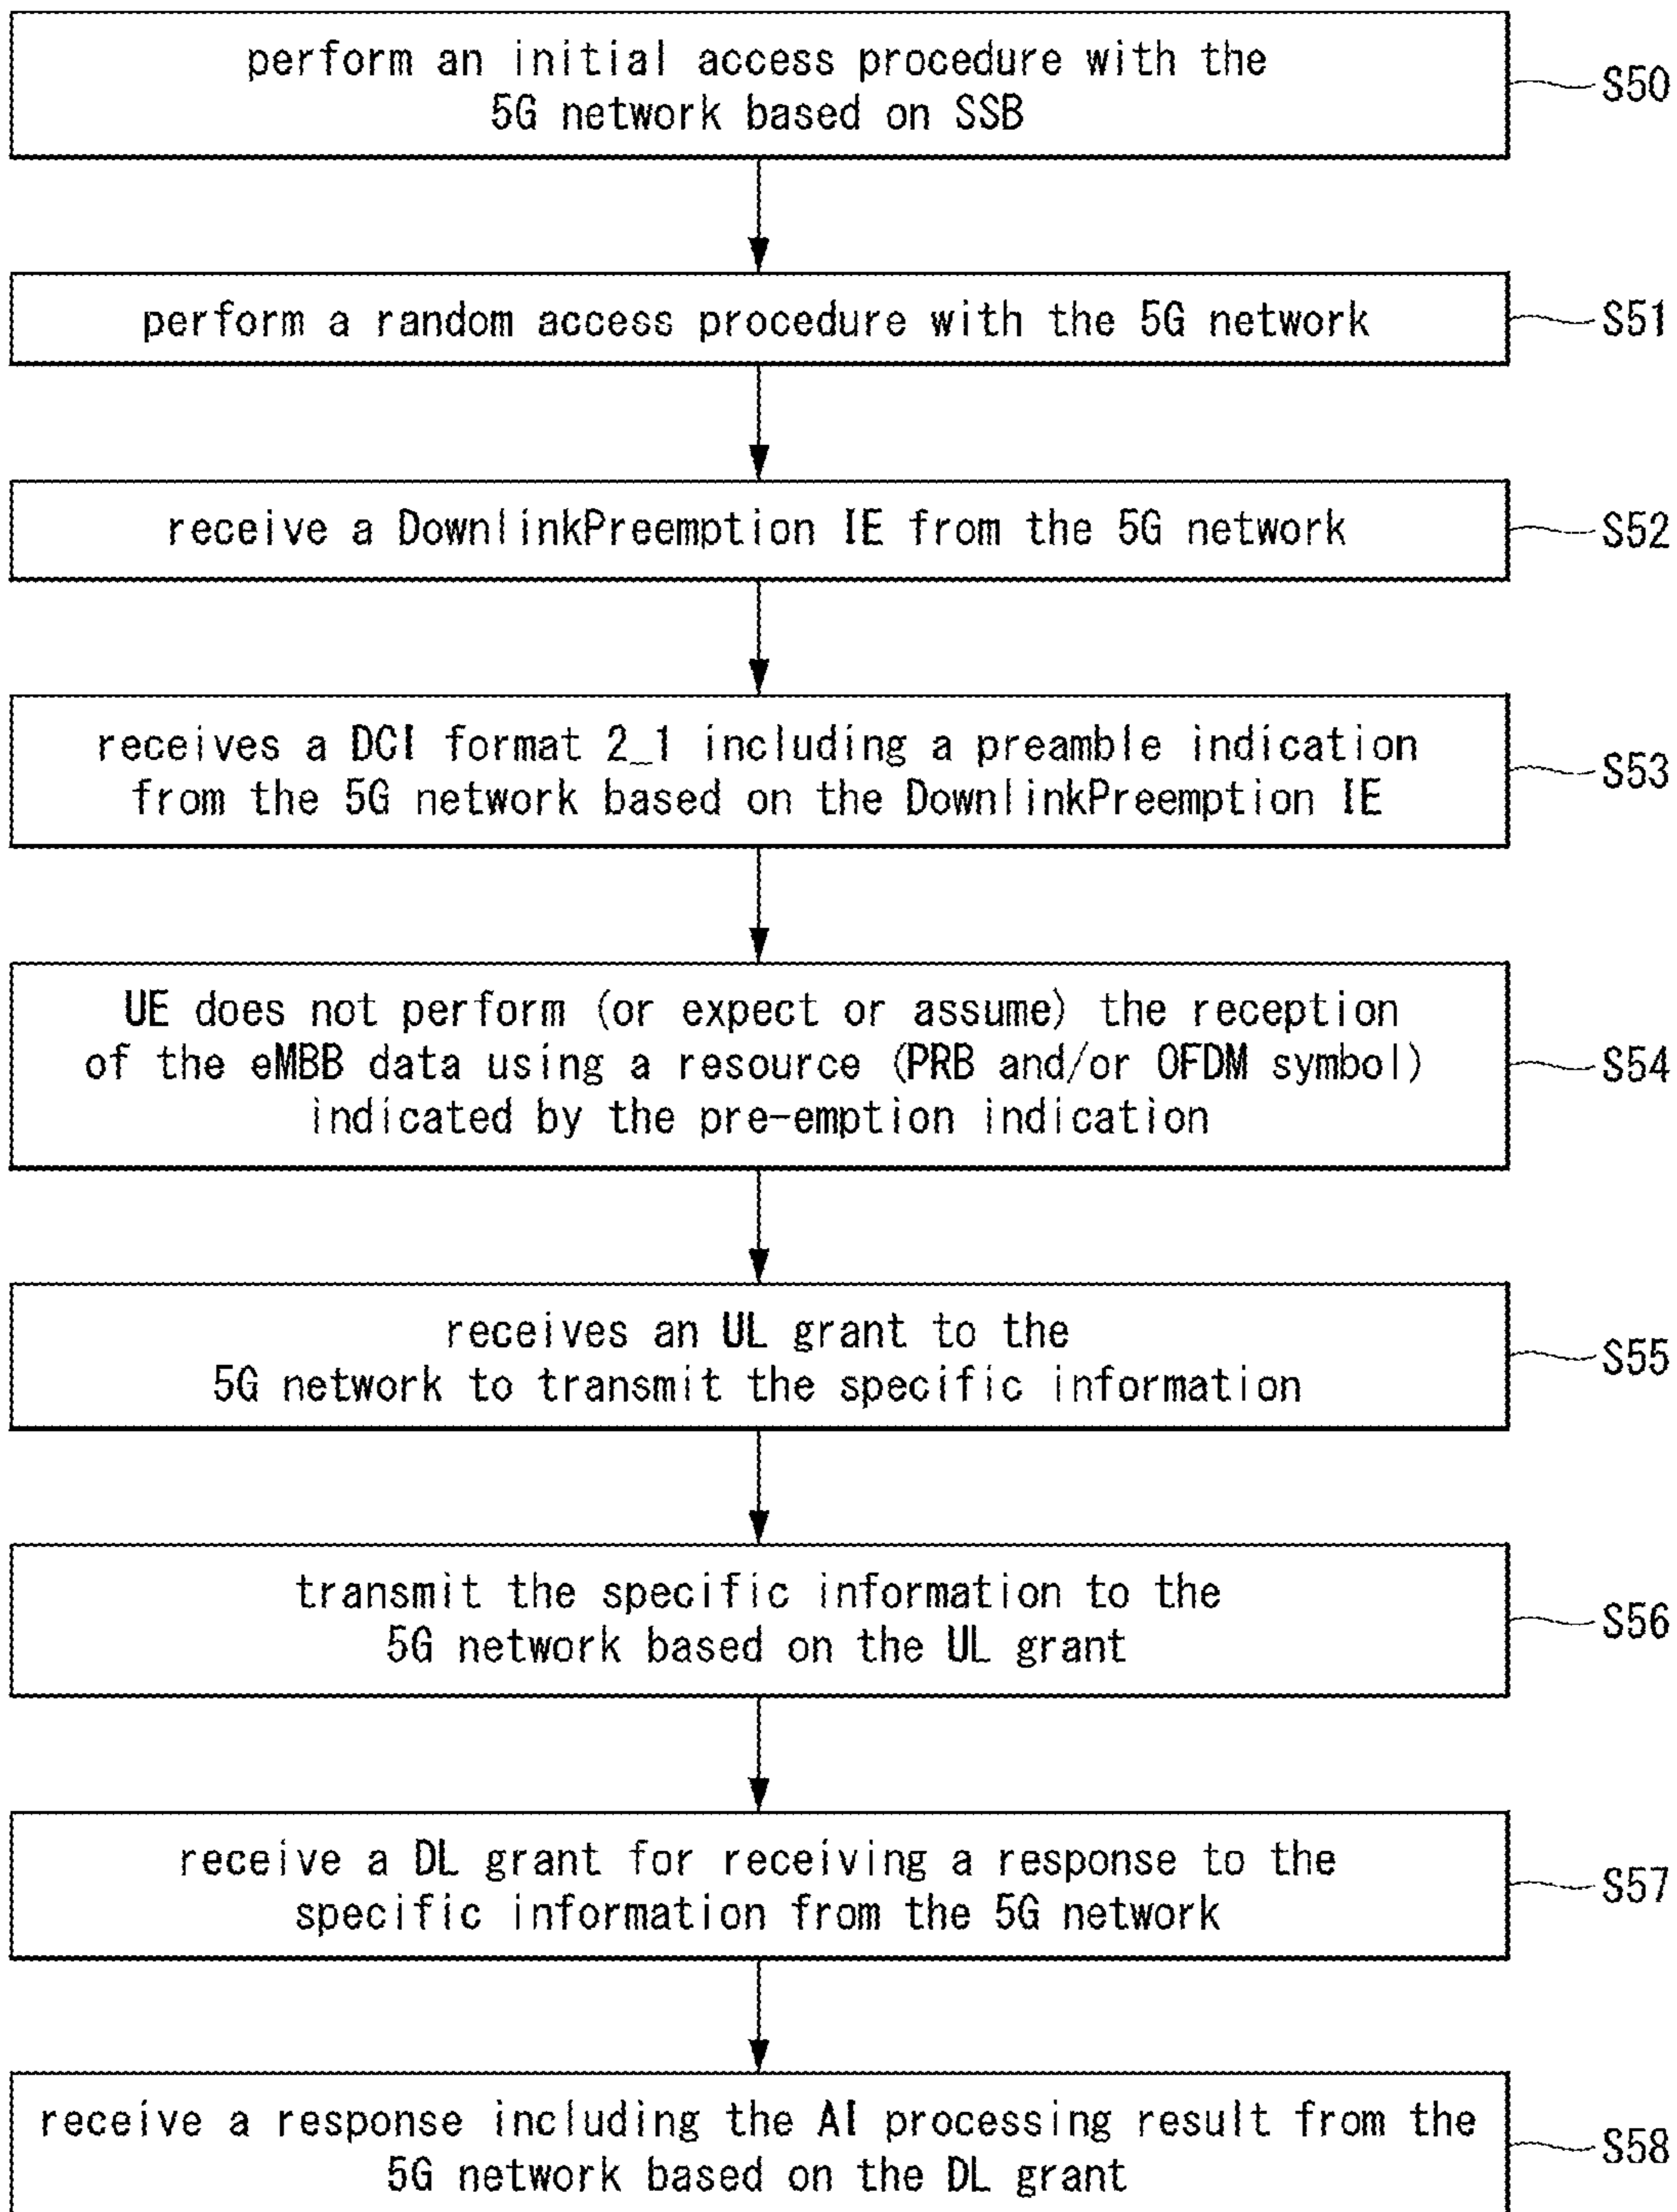 perform an initial access procedure with the
5G network based on SSB
S50
perform a random access procedure with the 5G network
S51
receive a DownlinkPreemption IE from the 5G network
S52
receives a DCI format 2_1 including a preamble indication
from the 5G network based on the DownlinkPreemption IE
S53
UE does not perform (or expect or assume) the reception
of the eMBB data using a resource (PRB and/or OFDM symbol)
indicated by the pre-emption indication
S54
receives an UL grant to the
5G network to transmit the specific information
S55
transmit the specific information to the
5G network based on the UL grant
S56
receive a DL grant for receiving a response to the
specific information from the 5G network
S57
receive a response including the AI processing result from the
5G network based on the DL grant
S58